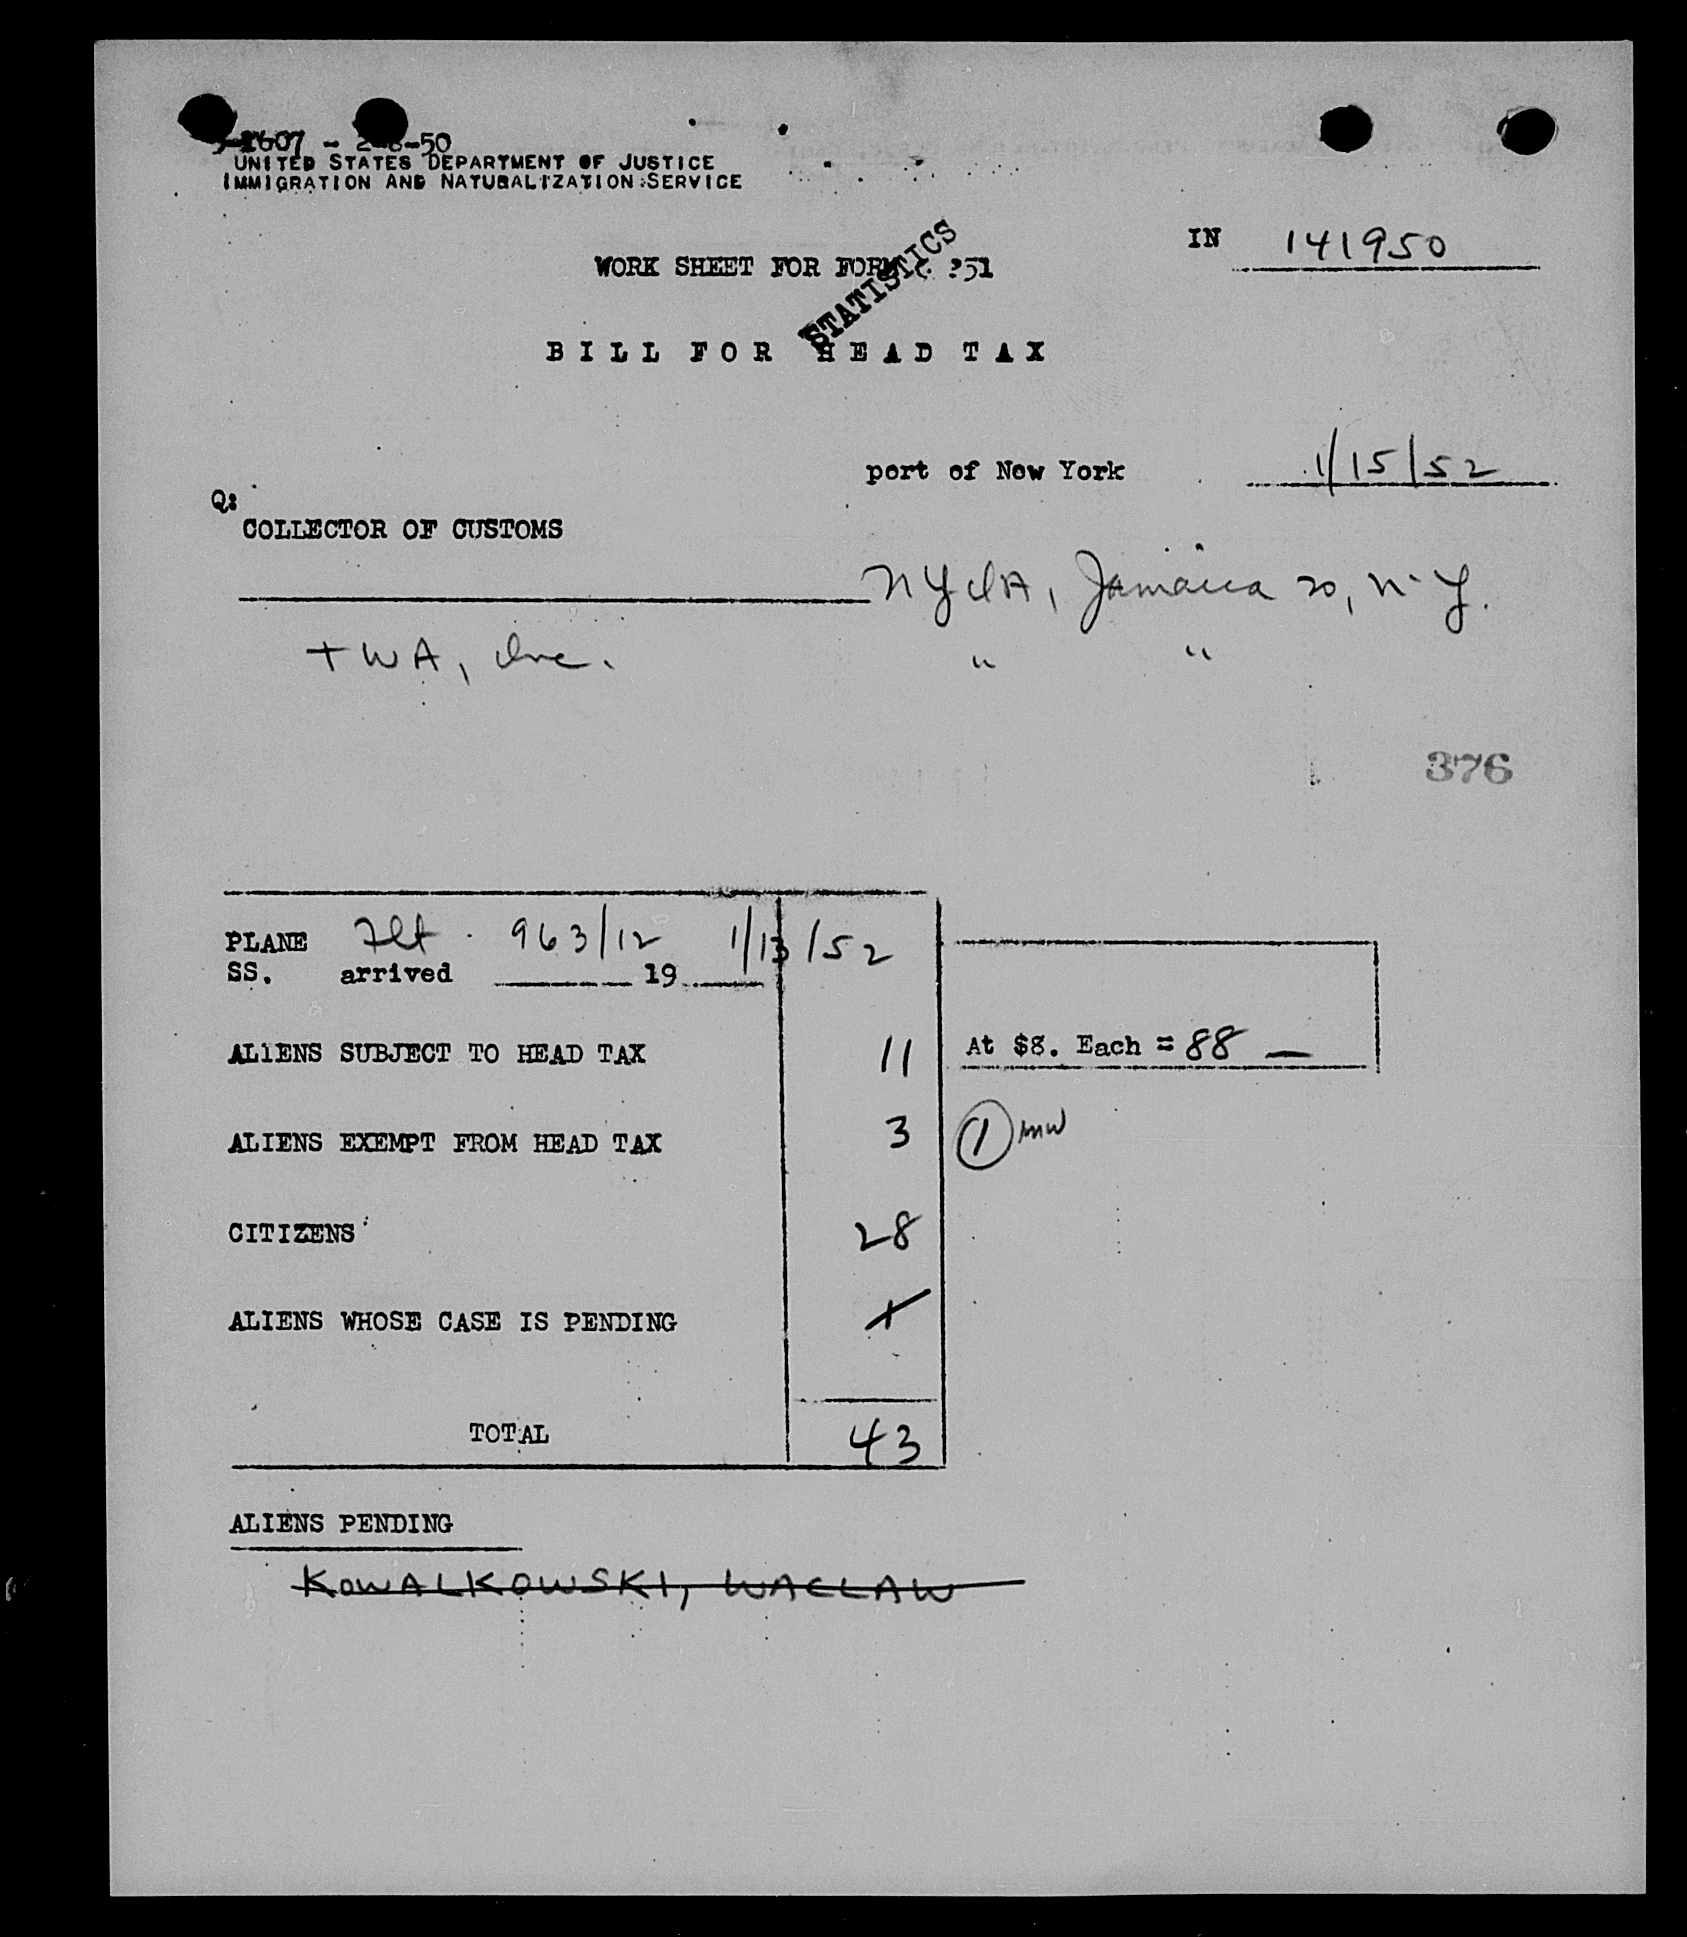 -50
UNITED STATES DEPARTMENT OF JUSTICE
IMMIGRATION AND NATURALIZATION SERVICE
IN 141950
WORK SHEET FOR FORM 51
STATISTICS
BILL FOR HEAD TAX
port of New York 1/15/52
Q:
COLLECTOR OF CUSTOMS
NYIA, Jamaica 20, N.Y.
TWA, Inc. " "
376
PLANE Flt. 963/12 1/13/52
SS. arrived 19
ALIENS SUBJECT TO HEAD TAX 11 At $8. Each = 88 —
ALIENS EXEMPT FROM HEAD TAX 3 1 mw
CITIZENS 28
ALIENS WHOSE CASE IS PENDING 1
TOTAL 43
ALIENS PENDING
KOWALKOWSKI, WACLAW